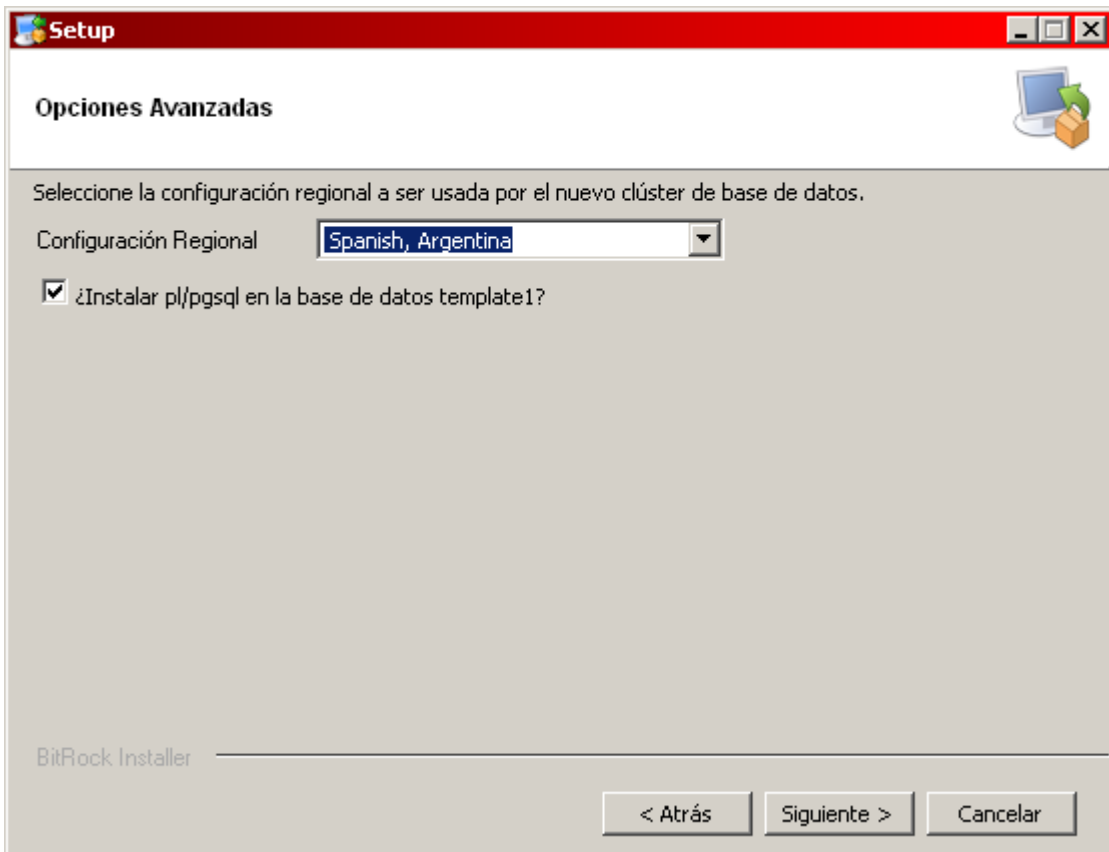 Setup
Opciones Avanzadas
Seleccione la configuración regional a ser usada por el nuevo clúster de base de datos.
Configuración Regional Spanish, Argentina
¿Instalar pl/pgsql en la base de datos template1?
BitRock Installer
< Atrás Siguiente > Cancelar